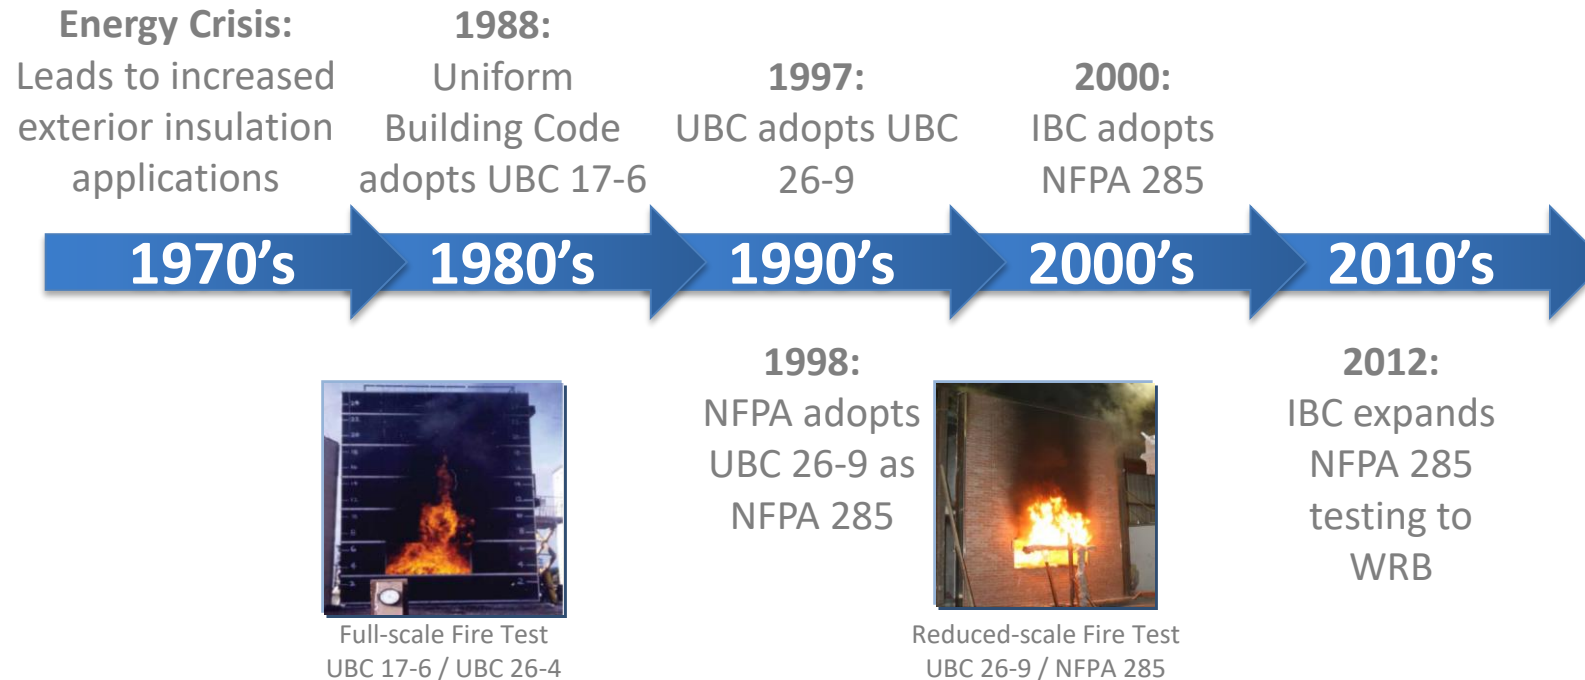 Energy Crisis:
Leads to increased
exterior insulation
applications
1988:
Uniform
Building Code
adopts UBC 17-6
1997:
UBC adopts UBC
26-9
2000:
IBC adopts
NFPA 285
1970’s
1980’s
1990’s
2000’s
2010’s
Full-scale Fire Test
UBC 17-6 / UBC 26-4
1998:
NFPA adopts
UBC 26-9 as
NFPA 285
Reduced-scale Fire Test
UBC 26-9 / NFPA 285
2012:
IBC expands
NFPA 285
testing to
WRB